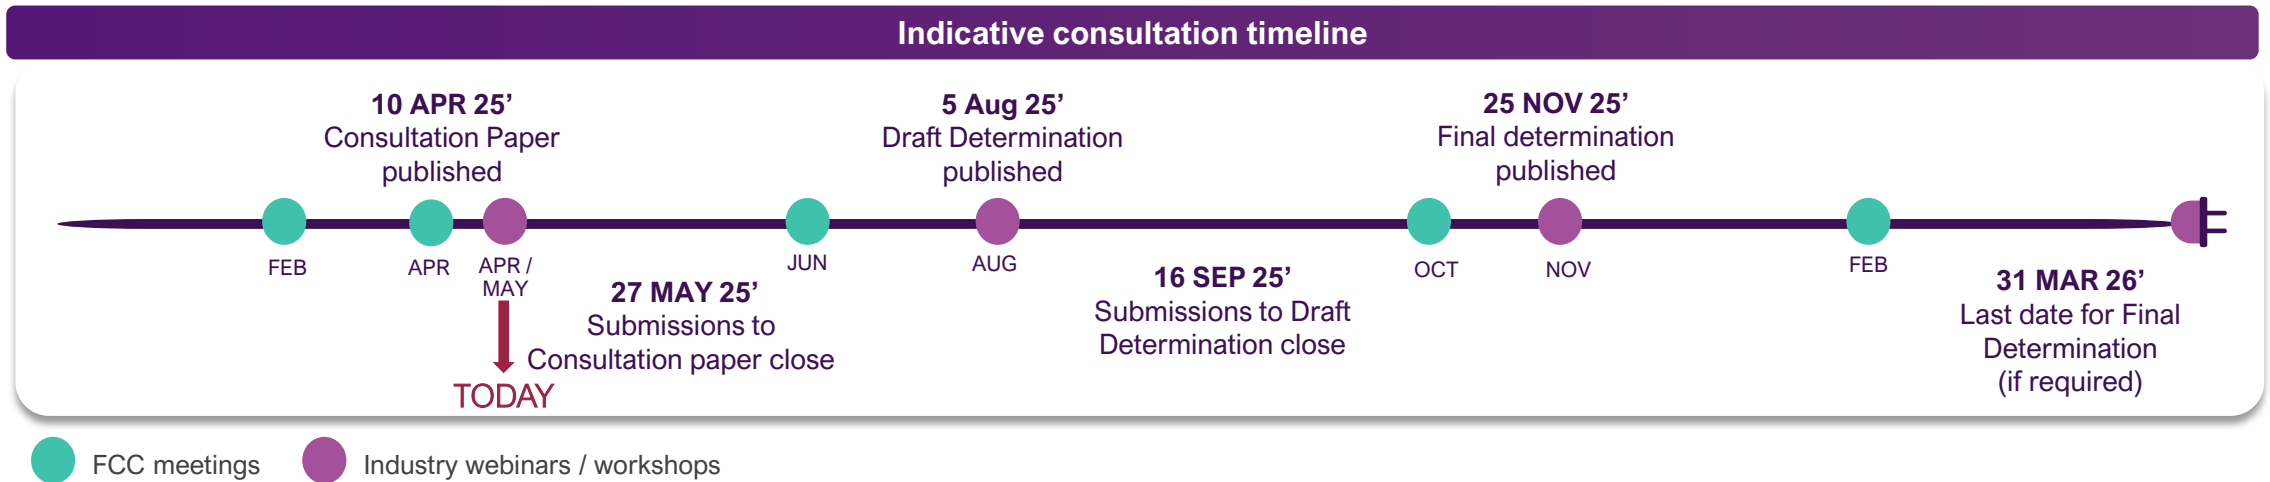 Indicative consultation timeline
10 APR 25’
Consultation Paper
published
5 Aug 25’
Draft Determination
published
25 NOV 25’
Final determination
published
FEB
APR
APR /
MAY
JUN
AUG
OCT
NOV
FEB
TODAY
27 MAY 25’
Submissions to
Consultation paper close
16 SEP 25’
Submissions to Draft
Determination close
31 MAR 26’
Last date for Final
Determination
(if required)
FCC meetings
Industry webinars / workshops